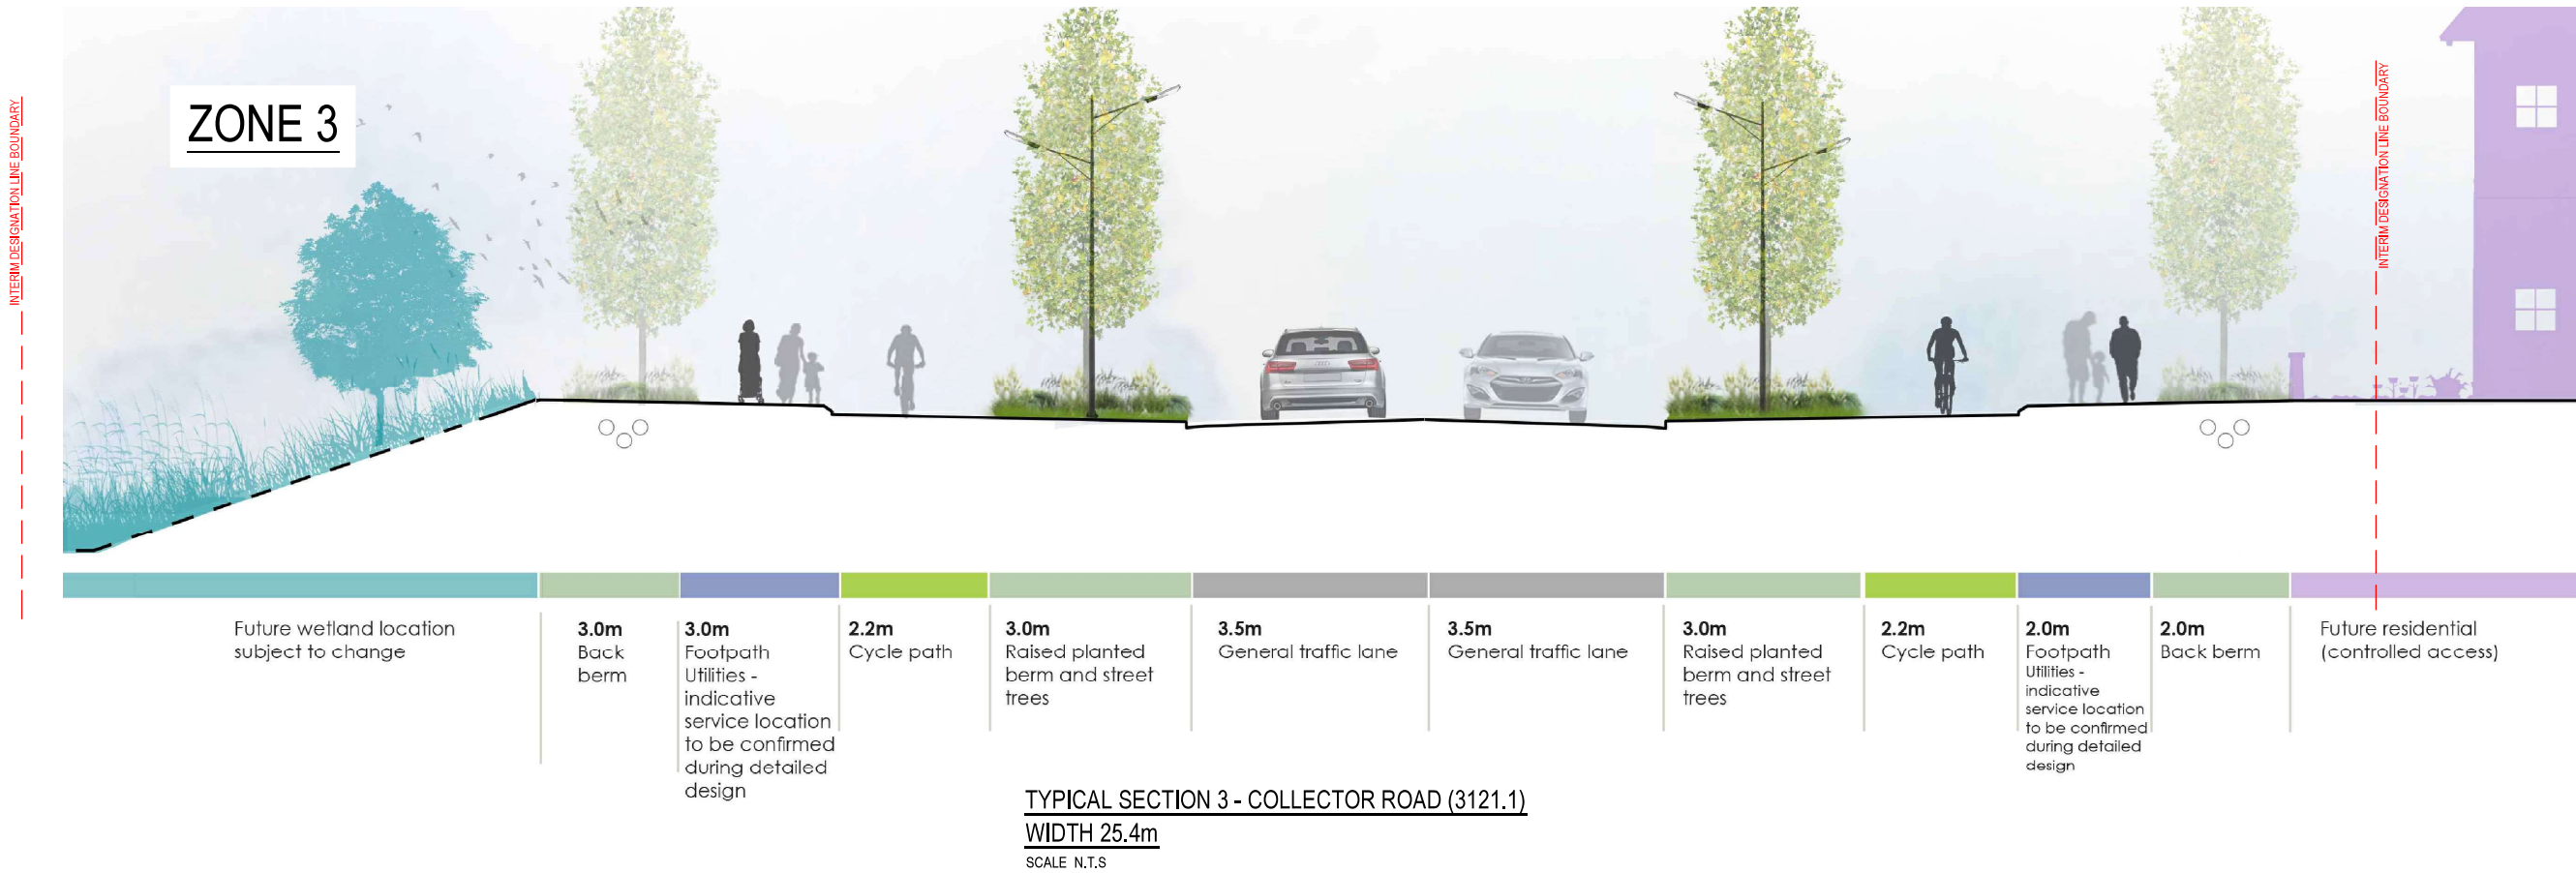 INTERIM DESIGNATION LINE BOUNDARY
ZONE 3
INTERIM DESIGNATION LINE BOUNDARY
Future wetland location
subject to change
3.0m
Back
berm
3.0m
Footpath
Utilities -
indicative
service location
to be confirmed
during detailed
design
2.2m
Cycle path
3.0m
Raised planted
berm and street
trees
3.5m
General traffic lane
3.5m
General traffic lane
3.0m
Raised planted
berm and street
trees
2.2m
Cycle path
2.0m
Footpath
Utilities -
indicative
service location
to be confirmed
during detailed
design
2.0m
Back berm
Future residential
(controlled access)
TYPICAL SECTION 3 - COLLECTOR ROAD (3121.1)
WIDTH 25.4m
SCALE N.T.S